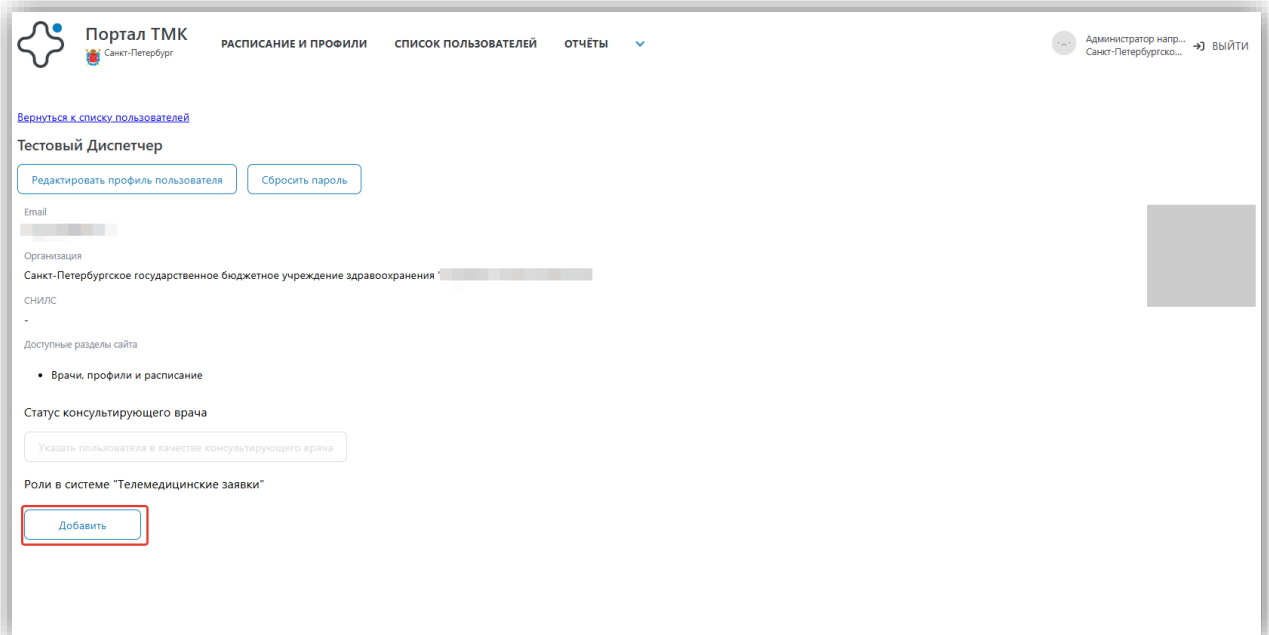 Портал ТМК
Санкт-Петербург
РАСПИСАНИЕ И ПРОФИЛИ
СПИСОК ПОЛЬЗОВАТЕЛЕЙ
ОТЧЁТЫ
Администратор напр...
Санкт-Петербургско...
ВЫЙТИ
Вернуться к списку пользователей
Тестовый Диспетчер
Редактировать профиль пользователя
Сбросить пароль
Email
Организация
Санкт-Петербургское государственное бюджетное учреждение здравоохранения "
СНИЛС
-
Доступные разделы сайта
• Врачи, профили и расписание
Статус консультирующего врача
Указать пользователя в качестве консультирующего врача
Роли в системе "Телемедицинские заявки"
Добавить